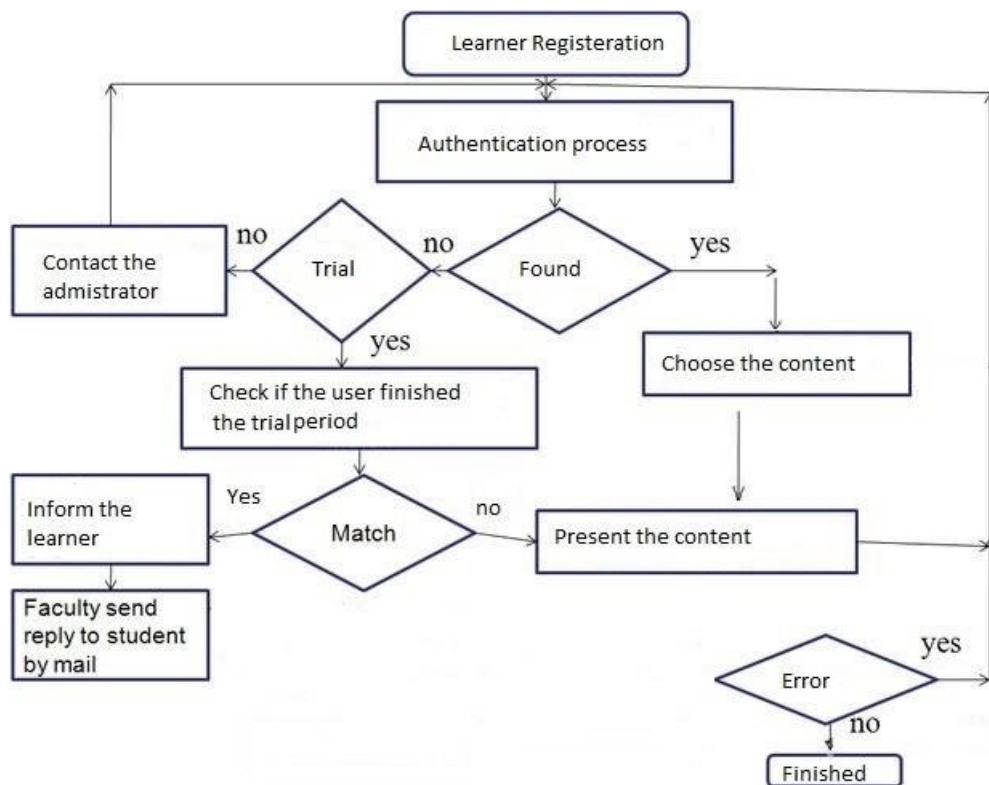 Learner Registeration
Authentication process
no
no
yes
Contact the
admistrator
Trial
Found
yes
Choose the content
Check if the user finished
the trial period
Yes
no
Inform the
learner
Match
Present the content
Faculty send
reply to student
by mail
yes
Error
no
Finished